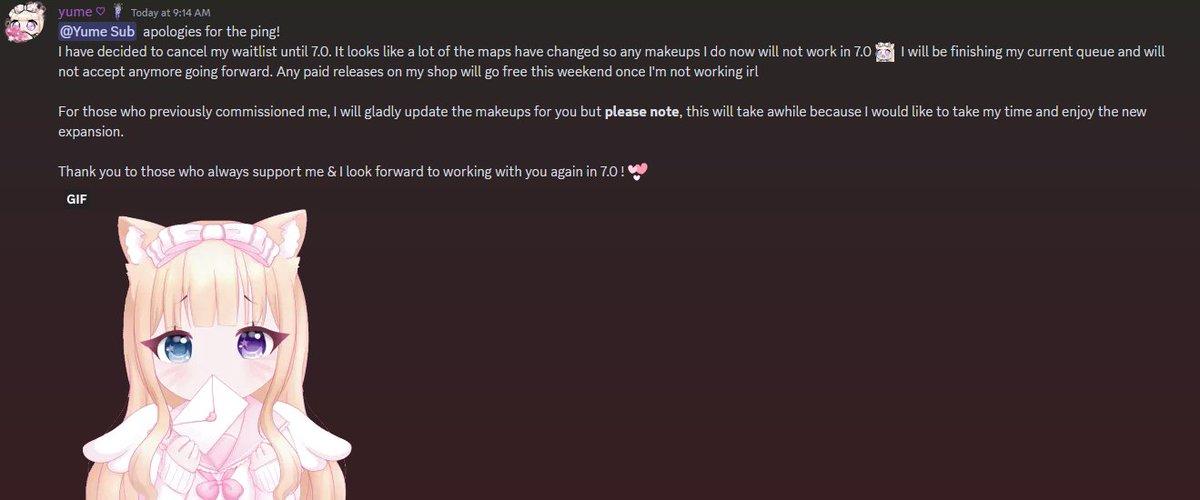 yume ♡ Today at 9:14 AM
@Yume Sub apologies for the ping!
I have decided to cancel my waitlist until 7.0. It looks like a lot of the maps have changed so any makeups I do now will not work in 7.0 I will be finishing my current queue and will
not accept anymore going forward. Any paid releases on my shop will go free this weekend once I'm not working irl
For those who previously commissioned me, I will gladly update the makeups for you but please note, this will take awhile because I would like to take my time and enjoy the new
expansion.
Thank you to those who always support me & I look forward to working with you again in 7.0 !
GIF